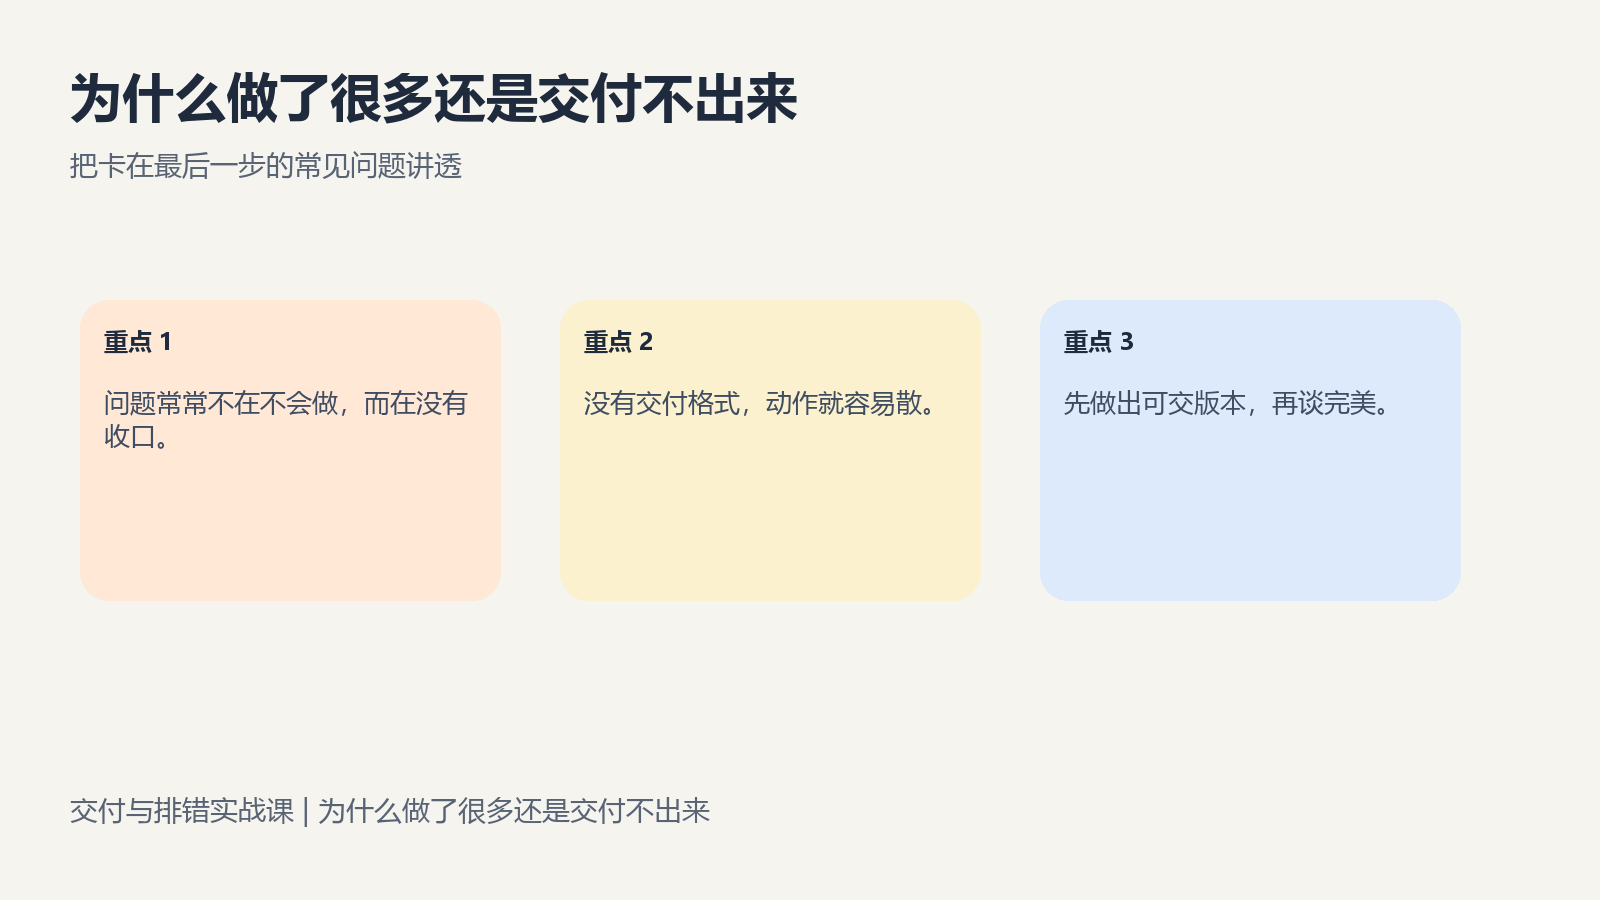 为什么做了很多还是交付不出来
把卡在最后一步的常见问题讲透
重点 1
问题常常不在不会做，而在没有
收口。
重点 2
没有交付格式，动作就容易散。
重点 3
先做出可交版本，再谈完美。
交付与排错实战课 | 为什么做了很多还是交付不出来